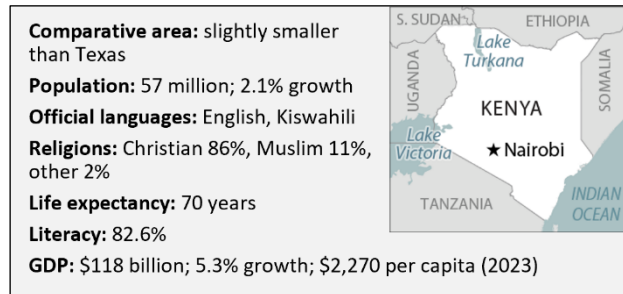 Comparative area: slightly smaller
than Texas
Population: 57 million; 2.1% growth
Official languages: English, Kiswahili
Religions: Christian 86%, Muslim 11%,
other 2%
Life expectancy: 70 years
Literacy: 82.6%
GDP: $118 billion; 5.3% growth; $2,270 per capita (2023)
S. SUDAN
ETHIOPIA
Lake
Turkana
UGANDA
SOMALIA
KENYA
Lake
Victoria
★ Nairobi
TANZANIA
INDIAN
OCEAN